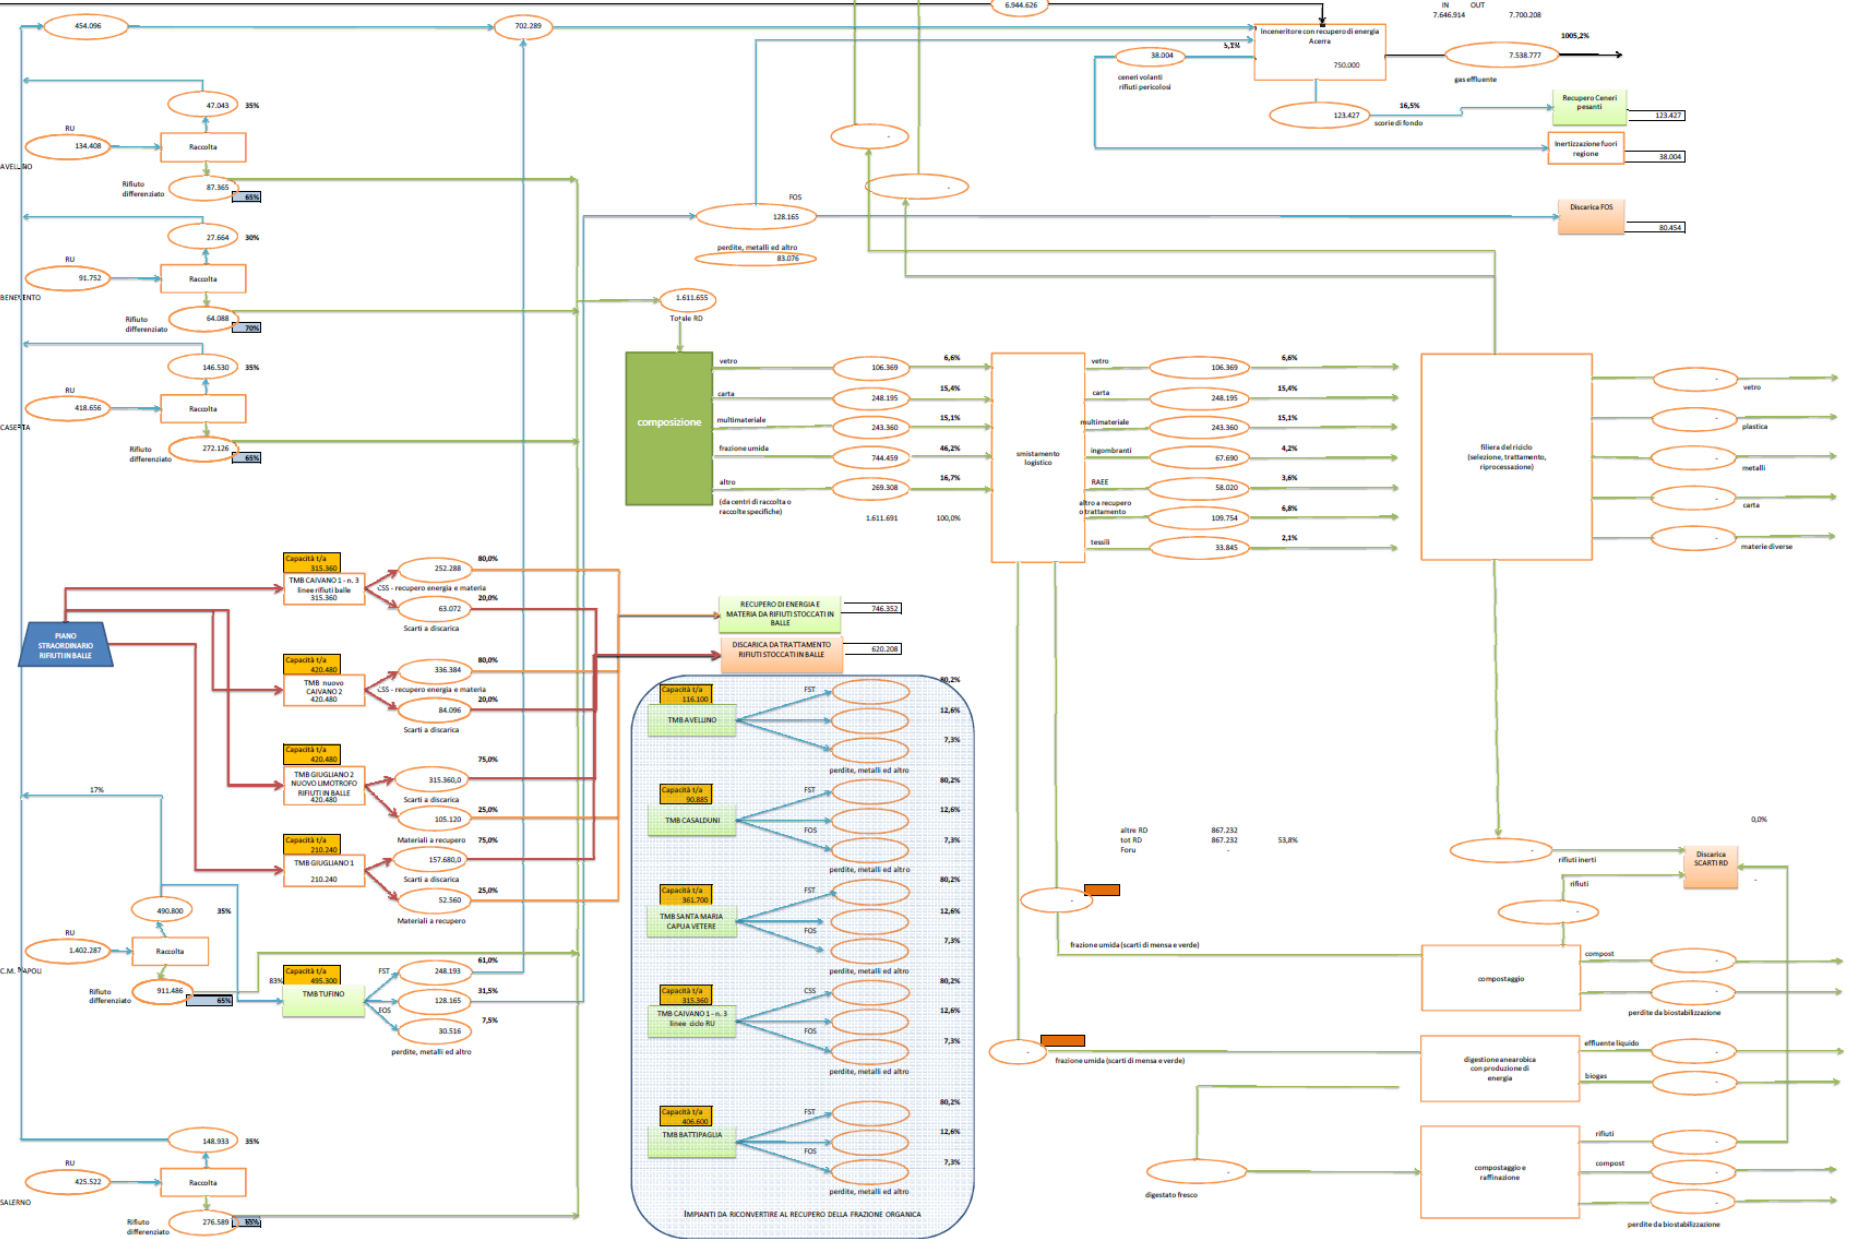 6.944.626
IN OUT
7.646.914 7.700.208
454.096
702.289
Inceneritore con recupero di energia
Acerra
750.000
5,1%
38.004
ceneri volanti
rifiuti pericolosi
7.538.777
1005,2%
gas effluente
123.427
16,5%
scorie di fondo
Recupero Ceneri
pesanti
123.427
Inertizzazione fuori
regione
38.004
47.043 35%
RU
134.408
Raccolta
AVELLINO
Rifiuto
differenziato
87.365
65%
-
-
FOS
128.165
Discarica FOS
80.454
perdite, metalli ed altro
83.076
27.664 30%
RU
91.752
Raccolta
BENEVENTO
Rifiuto
differenziato
64.088
70%
1.611.655
Totale RD
146.530 35%
RU
418.656
Raccolta
CASERTA
Rifiuto
differenziato
272.126
65%
composizione
vetro 106.369 6,6%
carta 248.195 15,4%
multimateriale 243.360 15,1%
frazione umida 744.459 46,2%
altro 269.308 16,7%
(da centri di raccolta o
raccolte specifiche)
1.611.691 100,0%
smistamento
logistico
vetro 106.369 6,6%
carta 248.195 15,4%
multimateriale 243.360 15,1%
ingombranti 67.690 4,2%
RAEE 58.020 3,6%
altro a recupero
o trattamento
109.754 6,8%
tessili 33.845 2,1%
filiera del riciclo
(selezione, trattamento,
riprocessazione)
- vetro
- plastica
- metalli
- carta
- materie diverse
PIANO
STRAORDINARIO
RIFIUTI IN BALLE
Capacità t/a
315.360
TMB CAIVANO 1 - n. 3
linee rifiuti balle
315.360
252.288 80,0%
CSS - recupero energia e materia
63.072 20,0%
Scarti a discarica
Capacità t/a
420.480
TMB nuovo
CAIVANO 2
420.480
336.384 80,0%
CSS - recupero energia e materia
84.096 20,0%
Scarti a discarica
Capacità t/a
420.480
TMB GIUGLIANO 2
NUOVO LIMOTROFO
RIFIUTI IN BALLE
420.480
315.360,0 75,0%
Scarti a discarica
105.120 25,0%
Materiali a recupero
Capacità t/a
210.240
TMB GIUGLIANO 1
210.240
157.680,0 75,0%
Scarti a discarica
52.560 25,0%
Materiali a recupero
RECUPERO DI ENERGIA E
MATERIA DA RIFIUTI STOCCATI IN
BALLE
746.352
DISCARICA DA TRATTAMENTO
RIFIUTI STOCCATI IN BALLE
620.208
17%
490.800 35%
RU
1.402.287
Raccolta
C.M. NAPOLI
Rifiuto
differenziato
911.486
65%
83%
Capacità t/a
495.300
TMB TUFINO
FST 248.193 61,0%
128.165 31,5%
FOS
30.516 7,5%
perdite, metalli ed altro
Capacità t/a
116.100
TMB AVELLINO
FST 80,2%
12,6%
7,3%
perdite, metalli ed altro
Capacità t/a
90.885
TMB CASALDUNI
FST 80,2%
12,6%
FOS
7,3%
perdite, metalli ed altro
Capacità t/a
361.700
TMB SANTA MARIA
CAPUA VETERE
FST 80,2%
12,6%
FOS
7,3%
perdite, metalli ed altro
Capacità t/a
315.360
TMB CAIVANO 1 - n. 3
linee ciclo RU
CSS 80,2%
12,6%
FOS
7,3%
perdite, metalli ed altro
Capacità t/a
406.600
TMB BATTIPAGLIA
FST 80,2%
12,6%
FOS
7,3%
perdite, metalli ed altro
IMPIANTI DA RICONVERTIRE AL RECUPERO DELLA FRAZIONE ORGANICA
altre RD 867.232
tot RD 867.232 53,8%
Foru -
0,0%
- rifiuti inerti
Discarica
SCARTI RD
-
rifiuti
-
-
frazione umida (scarti di mensa e verde)
compostaggio
compost -
-
perdite da biostabilizzazione
-
frazione umida (scarti di mensa e verde)
digestione anearobica
con produzione di
energia
effluente liquido -
biogas -
compostaggio e
raffinazione
rifiuti -
compost -
-
perdite da biostabilizzazione
-
digestato fresco
148.933 35%
RU
425.522
Raccolta
SALERNO
Rifiuto
differenziato
276.589
65%